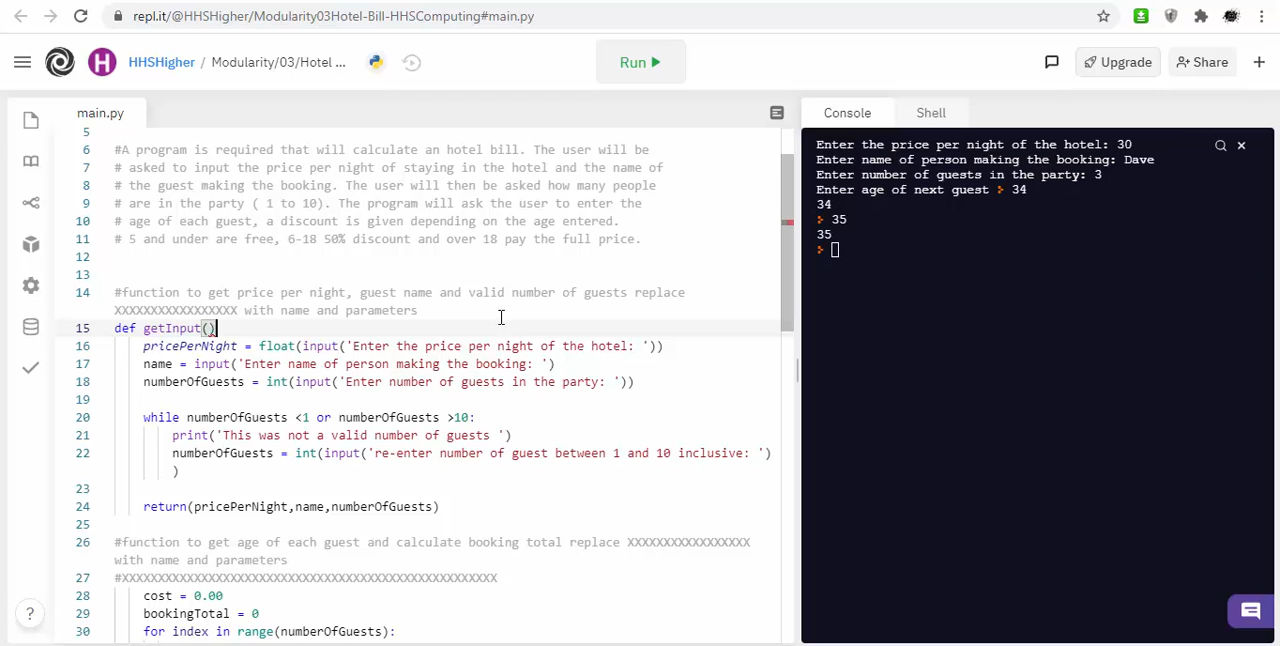 repl.it/@HHSHigher/Modularity03Hotel-Bill-HHSComputing#main.py
H HHSHigher / Modularity/03/Hotel ... Run Upgrade Share
main.py
Console Shell
5
6 #A program is required that will calculate an hotel bill. The user will be
7 # asked to input the price per night of staying in the hotel and the name of
8 # the guest making the booking. The user will then be asked how many people
9 # are in the party ( 1 to 10). The program will ask the user to enter the
10 # age of each guest, a discount is given depending on the age entered.
11 # 5 and under are free, 6-18 50% discount and over 18 pay the full price.
12
13
14 #function to get price per night, guest name and valid number of guests replace
XXXXXXXXXXXXXXXXX with name and parameters
15 def getInput()
16 pricePerNight = float(input('Enter the price per night of the hotel: '))
17 name = input('Enter name of person making the booking: ')
18 numberOfGuests = int(input('Enter number of guests in the party: '))
19
20 while numberOfGuests <1 or numberOfGuests >10:
21 print('This was not a valid number of guests ')
22 numberOfGuests = int(input('re-enter number of guest between 1 and 10 inclusive: ')
)
23
24 return(pricePerNight,name,numberOfGuests)
25
26 #function to get age of each guest and calculate booking total replace XXXXXXXXXXXXXXXXX
with name and parameters
27 #XXXXXXXXXXXXXXXXXXXXXXXXXXXXXXXXXXXXXXXXXXXXXXXXXXXX
28 cost = 0.00
29 bookingTotal = 0
30 for index in range(numberOfGuests):
Enter the price per night of the hotel: 30
Enter name of person making the booking: Dave
Enter number of guests in the party: 3
Enter age of next guest > 34
34
> 35
35
>
?